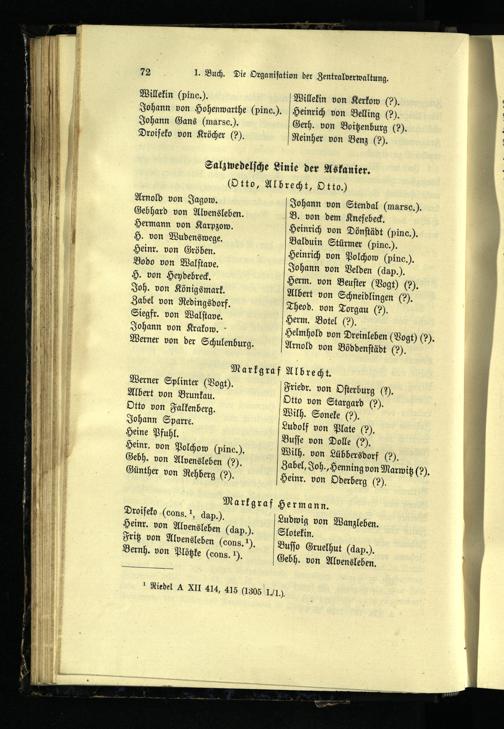 72 1. Buch. Die Organisation der Zentralverwaltung.
Willekin (pinc.).
Johann von Hohenwarthe (pinc.).
Johann Gans (marsc.).
Droiseko von Kröcher (?).
Willekin von Kerkow (?).
Heinrich von Belling (?).
Gerh. von Boitzenburg (?).
Reinher von Benz (?).
Salzwedelsche Linie der Askanier.
(Otto, Albrecht, Otto.)
Arnold von Jagow.
Gebhard von Alvensleben.
Hermann von Karpzow.
H. von Wudenswege.
Heinr. von Gröben.
Bodo von Walstave.
H. von Heydebreck.
Joh. von Königsmark.
Zabel von Redingsdorf.
Siegfr. von Walstave.
Johann von Krakow.
Werner von der Schulenburg.
Johann von Stendal (marsc.).
B. von dem Knesebeck.
Heinrich von Dönstädt (pinc.).
Balduin Stürmer (pinc.).
Heinrich von Polchow (pinc.).
Johann von Velden (dap.).
Herm. von Beuster (Vogt) (?).
Albert von Schneidlingen (?).
Theod. von Torgau (?).
Herm. Botel (?).
Helmhold von Dreinleben (Vogt) (?).
Arnold von Böddenstädt (?).
Markgraf Albrecht.
Werner Splinter (Vogt).
Albert von Brunkau.
Otto von Falkenberg.
Johann Sparre.
Heine Pfuhl.
Heinr. von Polchow (pinc.).
Gebh. von Alvensleben (?).
Günther von Rehberg (?).
Friedr. von Osterburg (?).
Otto von Stargard (?).
Wilh. Soneke (?).
Ludolf von Plate (?).
Busse von Dolle (?).
Wilh. von Lübbersdorf (?).
Zabel, Joh., Henning von Marwitz (?).
Heinr. von Oderberg (?).
Markgraf Hermann.
Droiseko (cons.¹, dap.).
Heinr. von Alvensleben (dap.).
Fritz von Alvensleben (cons.¹).
Bernh. von Plötzke (cons.¹).
Ludwig von Wanzleben.
Slotekin.
Busso Gruelhut (dap.).
Gebh. von Alvensleben.
¹ Riedel A XII 414, 415 (1305 1./1.).